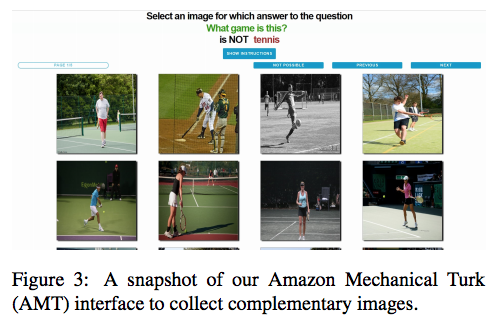 Select an image for which answer to the question
What game is this?
is NOT tennis
SHOW INSTRUCTIONS
PAGE 1/5
NOT POSSIBLE
PREVIOUS
NEXT
Figure 3: A snapshot of our Amazon Mechanical Turk
(AMT) interface to collect complementary images.